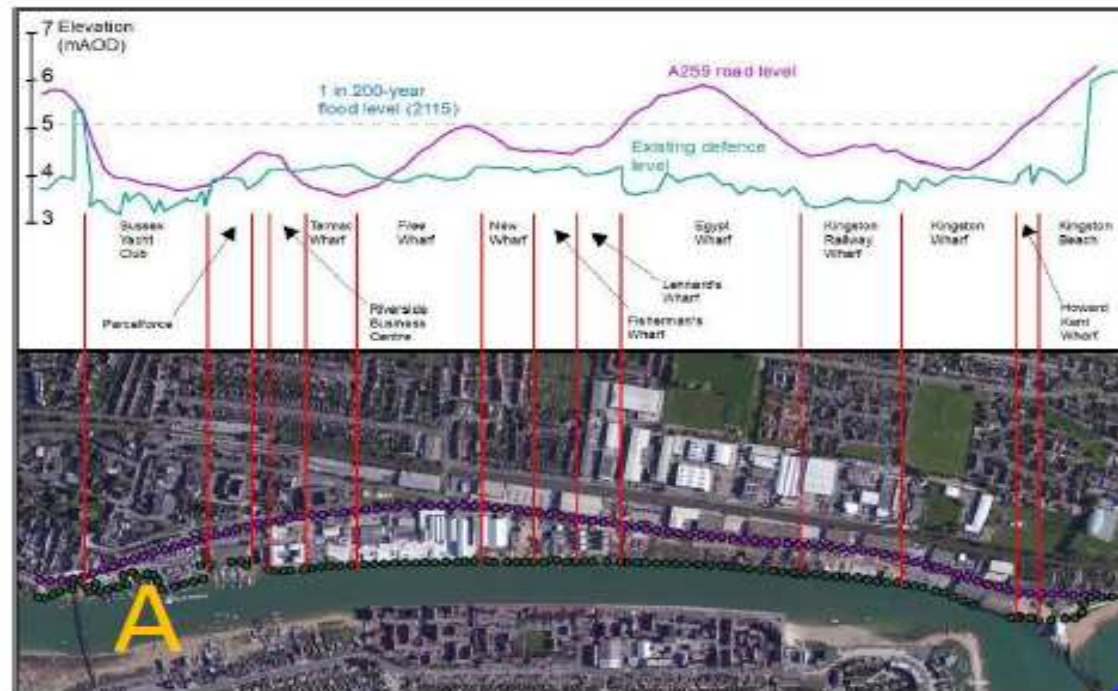 7 Elevation
(mAOD)
6
5
4
3
1 in 200-year
flood level (2115)
A259 road level
Existing defence
level
Sussex
Yacht
Club
Parcelforce
Riverside
Business
Centre
Tarmac
Wharf
Free
Wharf
New
Wharf
Fisherman's
Wharf
Lennard's
Wharf
Egypt
Wharf
Kingston
Railway
Wharf
Kingston
Wharf
Howard
Kent
Wharf
Kingston
Beach
A